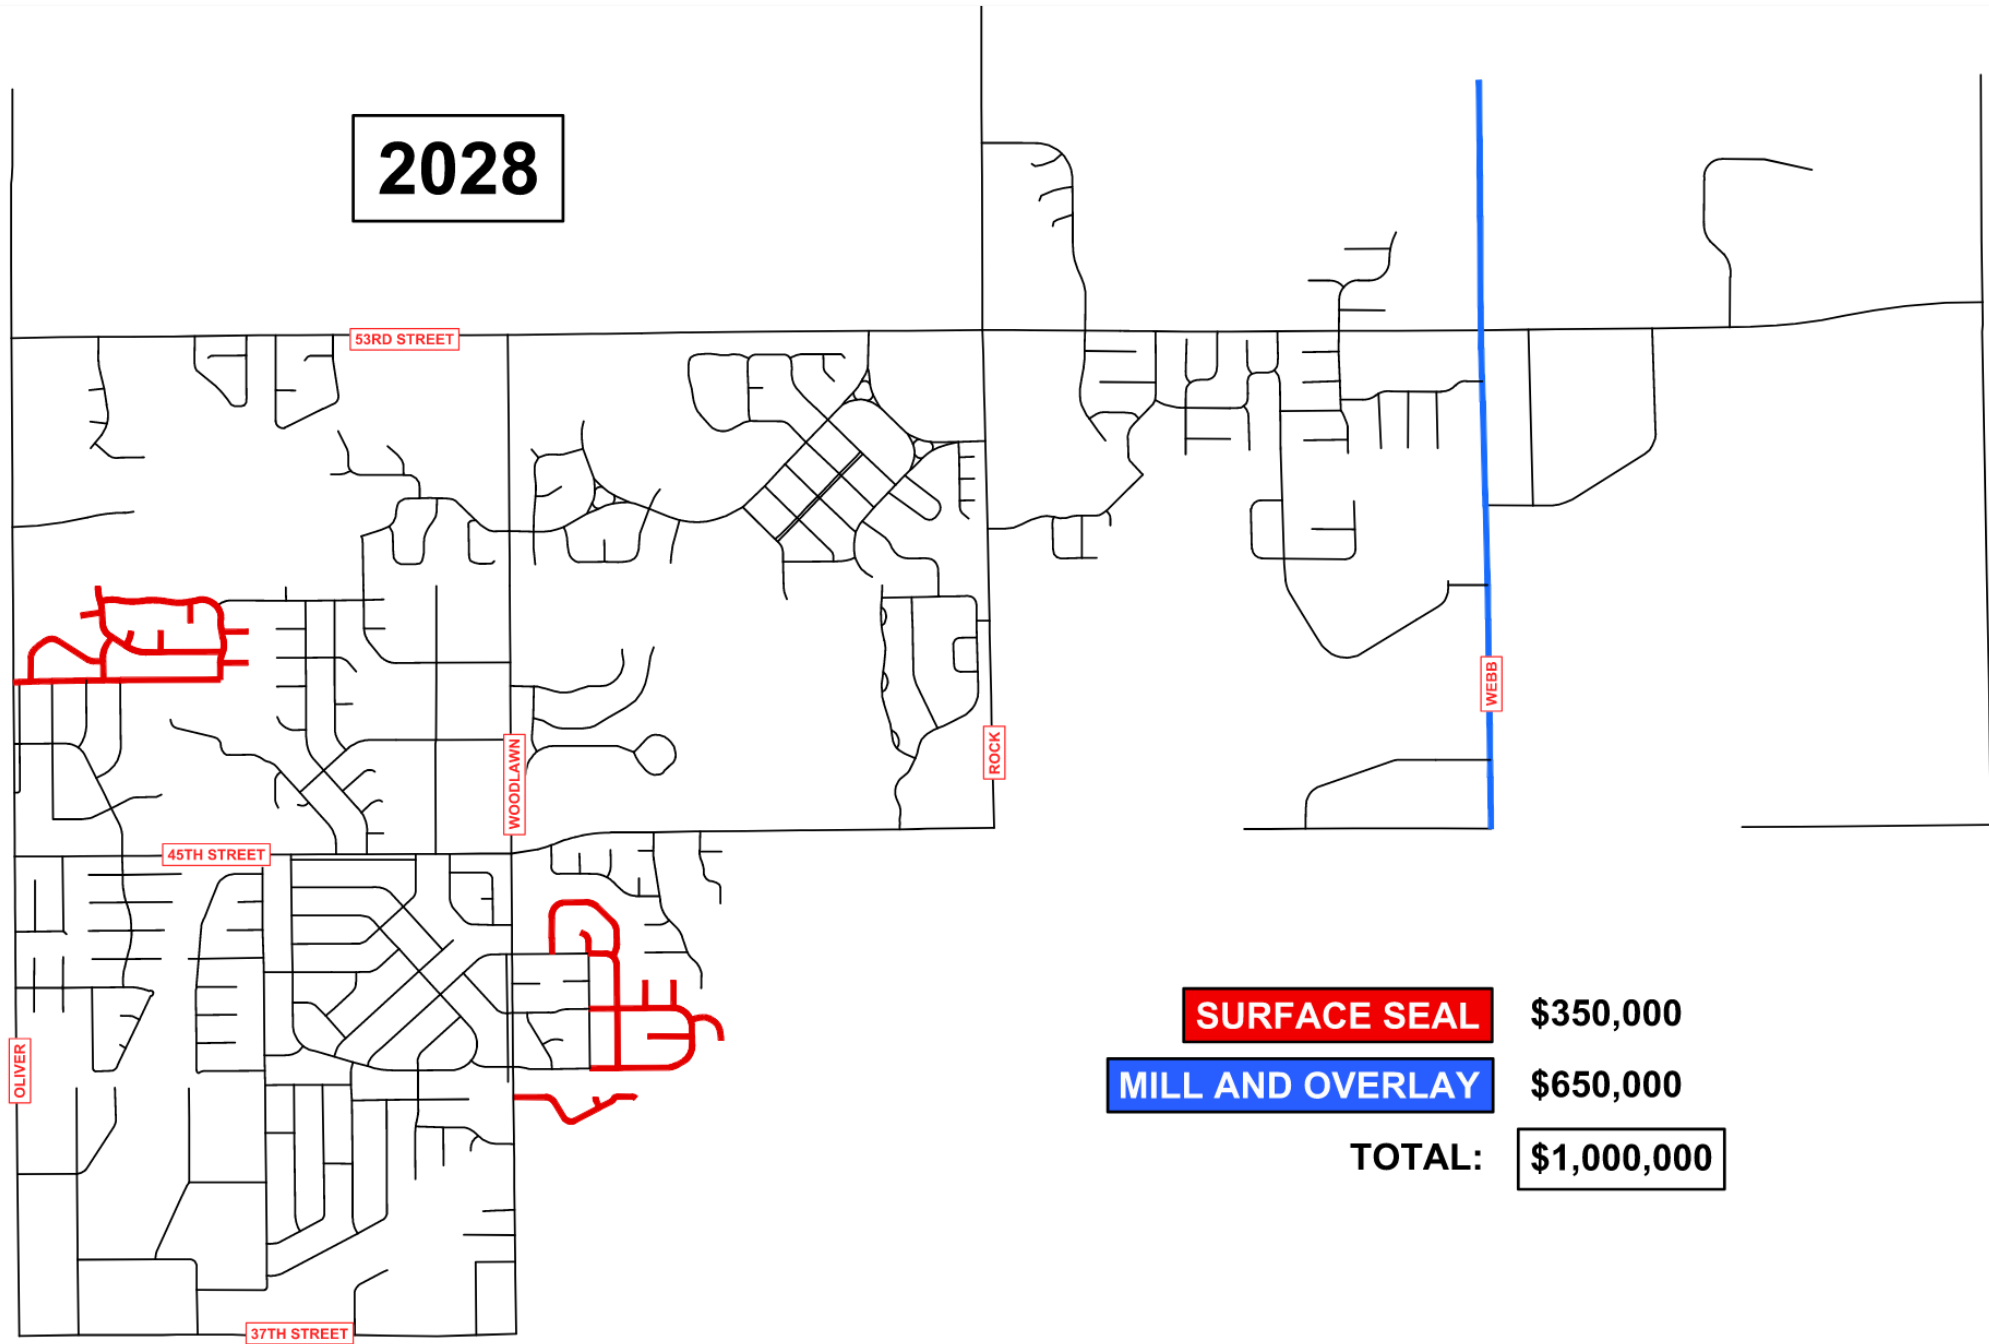 2028
53RD STREET
WEBB
WOODLAWN
ROCK
45TH STREET
OLIVER
SURFACE SEAL $350,000
MILL AND OVERLAY $650,000
TOTAL: $1,000,000
37TH STREET